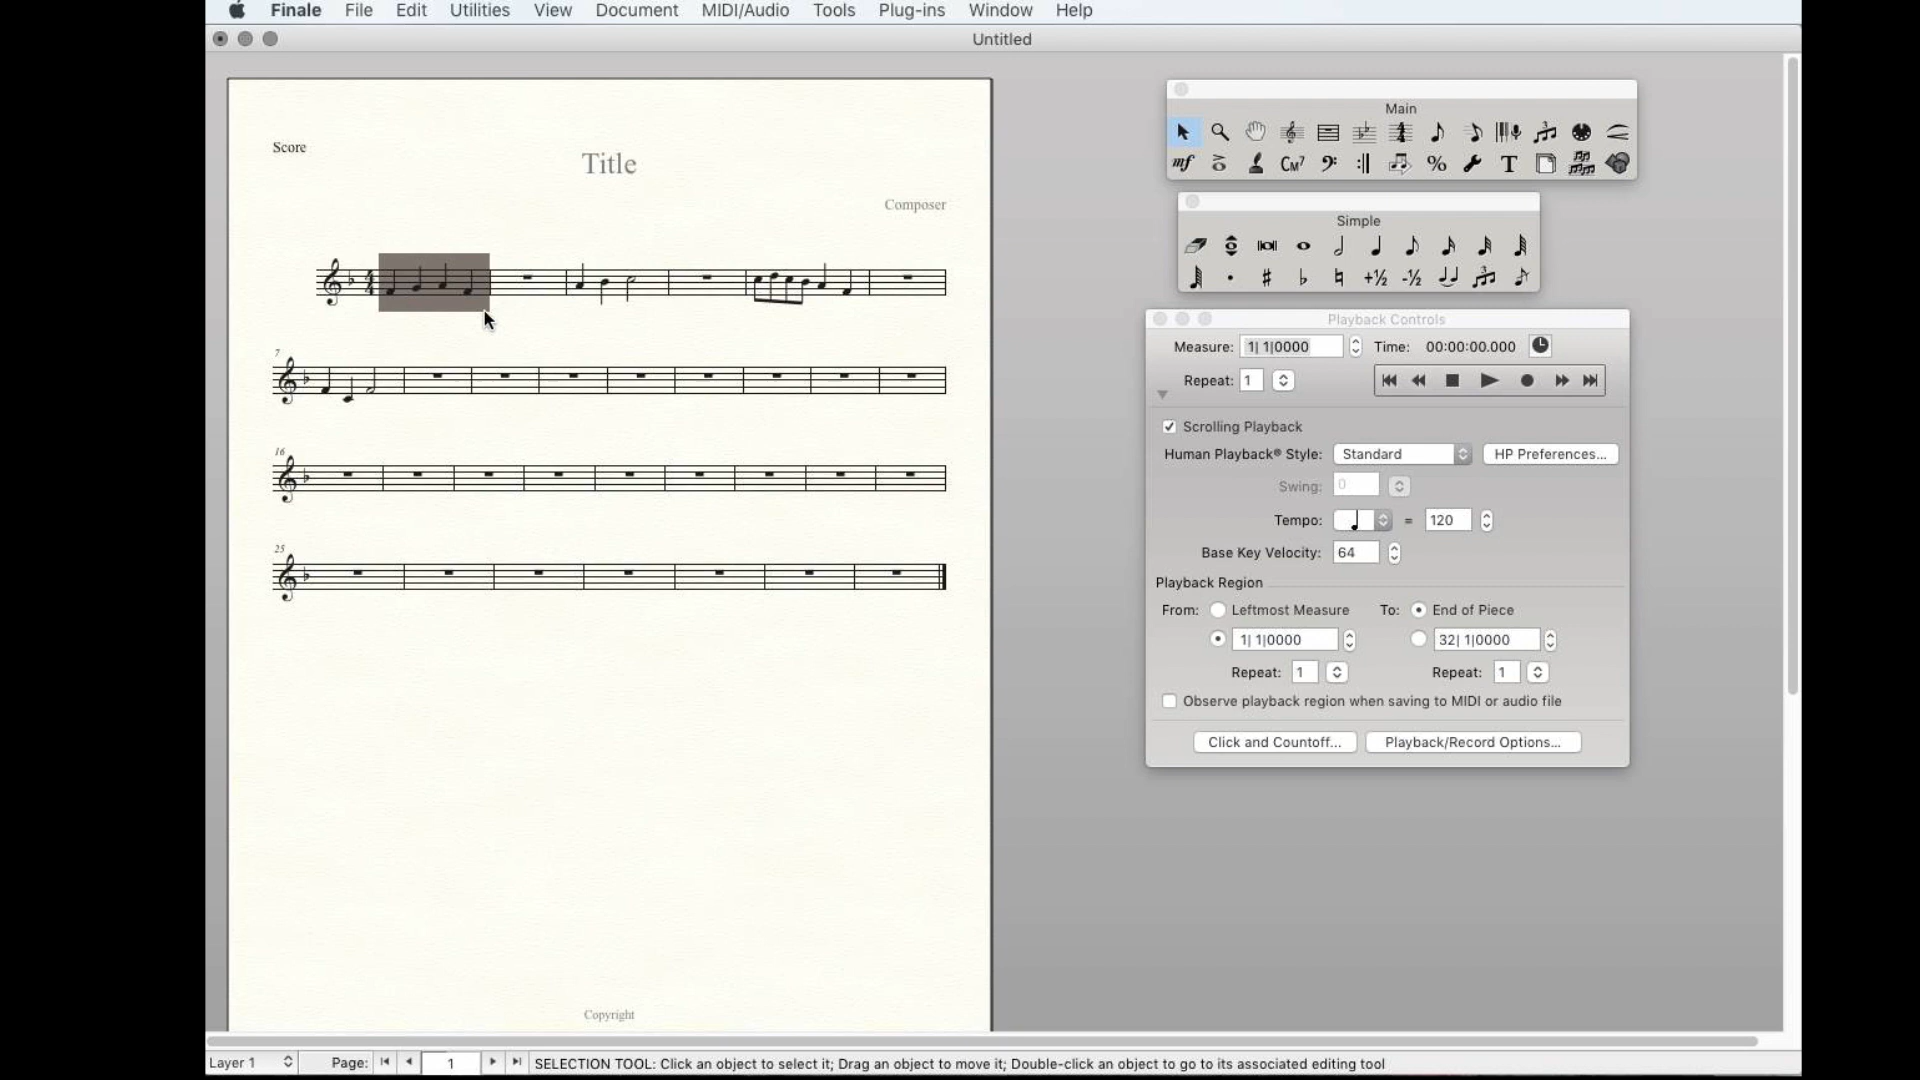 Finale File Edit Utilities View Document MIDI/Audio Tools Plug-ins Window Help
Untitled
Score
Title
Composer
7
16
25
Copyright
Main
mf CM7 % T
Simple
+½ -½
Playback Controls
Measure: 1| 1|0000 Time: 00:00:00.000
Repeat: 1
Scrolling Playback
Human Playback® Style: Standard HP Preferences...
Swing: 0
Tempo: = 120
Base Key Velocity: 64
Playback Region
From: Leftmost Measure To: End of Piece
1| 1|0000 32| 1|0000
Repeat: 1 Repeat: 1
Observe playback region when saving to MIDI or audio file
Click and Countoff... Playback/Record Options...
Layer 1 Page: 1 SELECTION TOOL: Click an object to select it; Drag an object to move it; Double-click an object to go to its associated editing tool